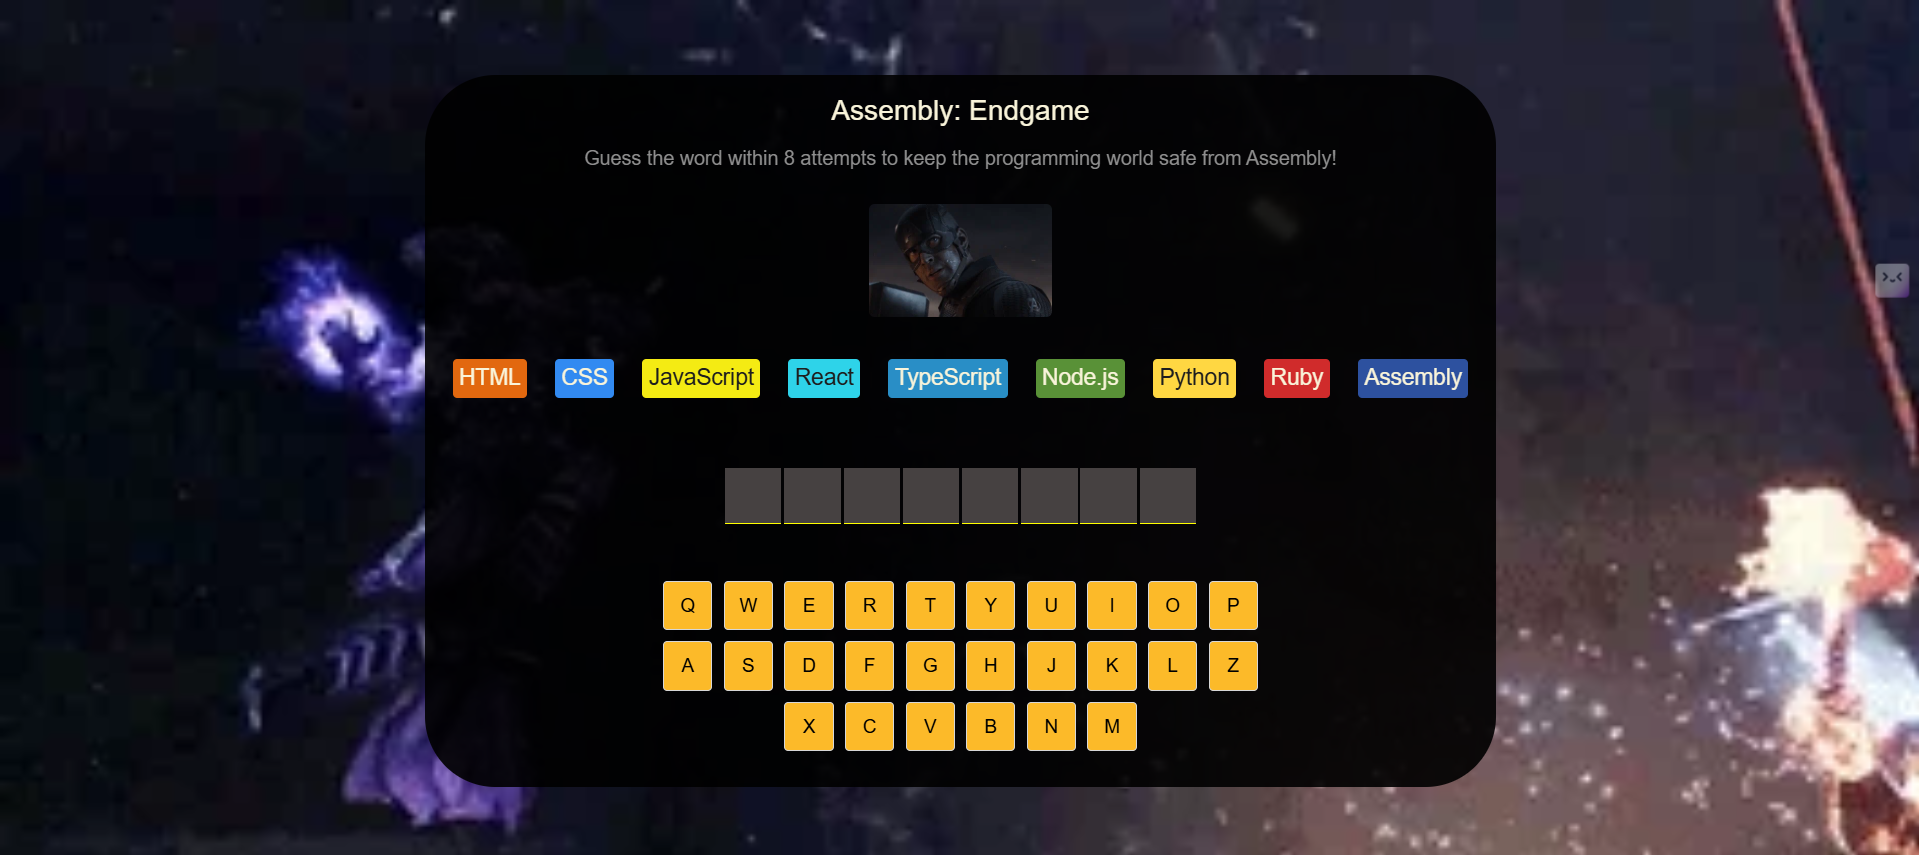 Assembly: Endgame
Guess the word within 8 attempts to keep the programming world safe from Assembly!
HTML CSS JavaScript React TypeScript Node.js Python Ruby Assembly
Q W E R T Y U I O P
A S D F G H J K L Z
X C V B N M